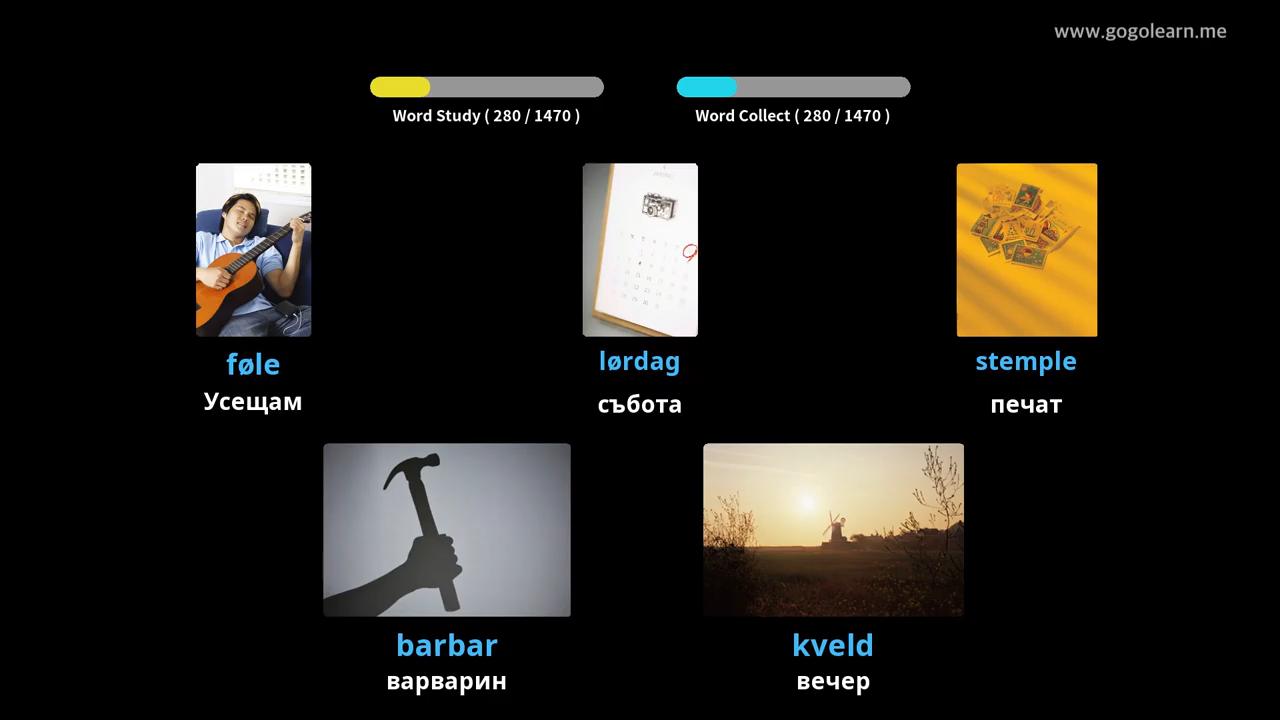 www.gogolearn.me
Word Study ( 280 / 1470 )
Word Collect ( 280 / 1470 )
føle
Усещам
lørdag
събота
stemple
печат
barbar
варварин
kveld
вечер